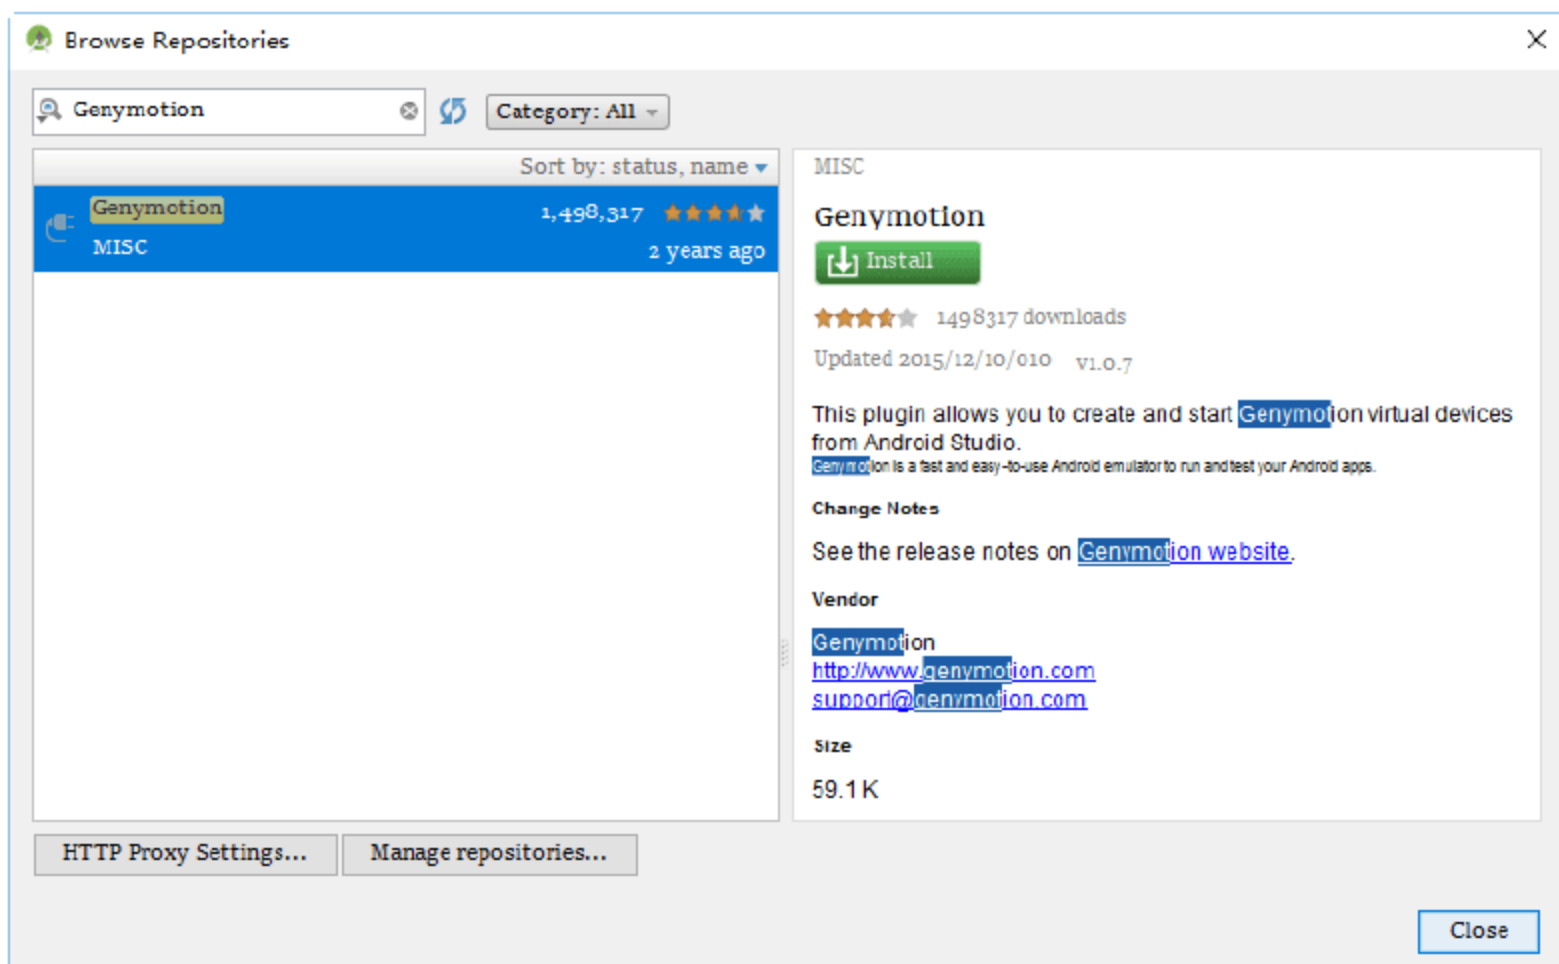 Browse Repositories
Genymotion
Category: All
Sort by: status, name
Genymotion
1,498,317
MISC
2 years ago
MISC
Genymotion
Install
1498317 downloads
Updated 2015/12/10/010 v1.0.7
This plugin allows you to create and start Genymotion virtual devices
from Android Studio.
Genymotion is a fast and easy-to-use Android emulator to run and test your Android apps.
Change Notes
See the release notes on Genymotion website.
Vendor
Genymotion
http://www.genymotion.com
support@genymotion.com
Size
59.1 K
HTTP Proxy Settings...
Manage repositories...
Close